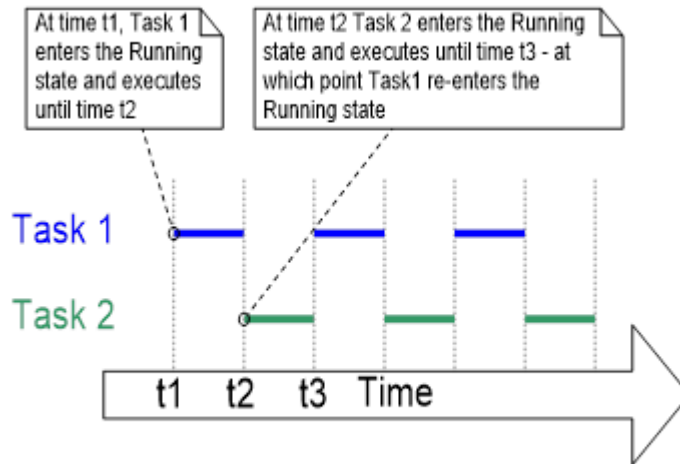 At time t1, Task 1
enters the Running
state and executes
until time t2
At time t2 Task 2 enters the Running
state and executes until time t3 - at
which point Task1 re-enters the
Running state
Task 1
Task 2
t1 t2 t3 Time